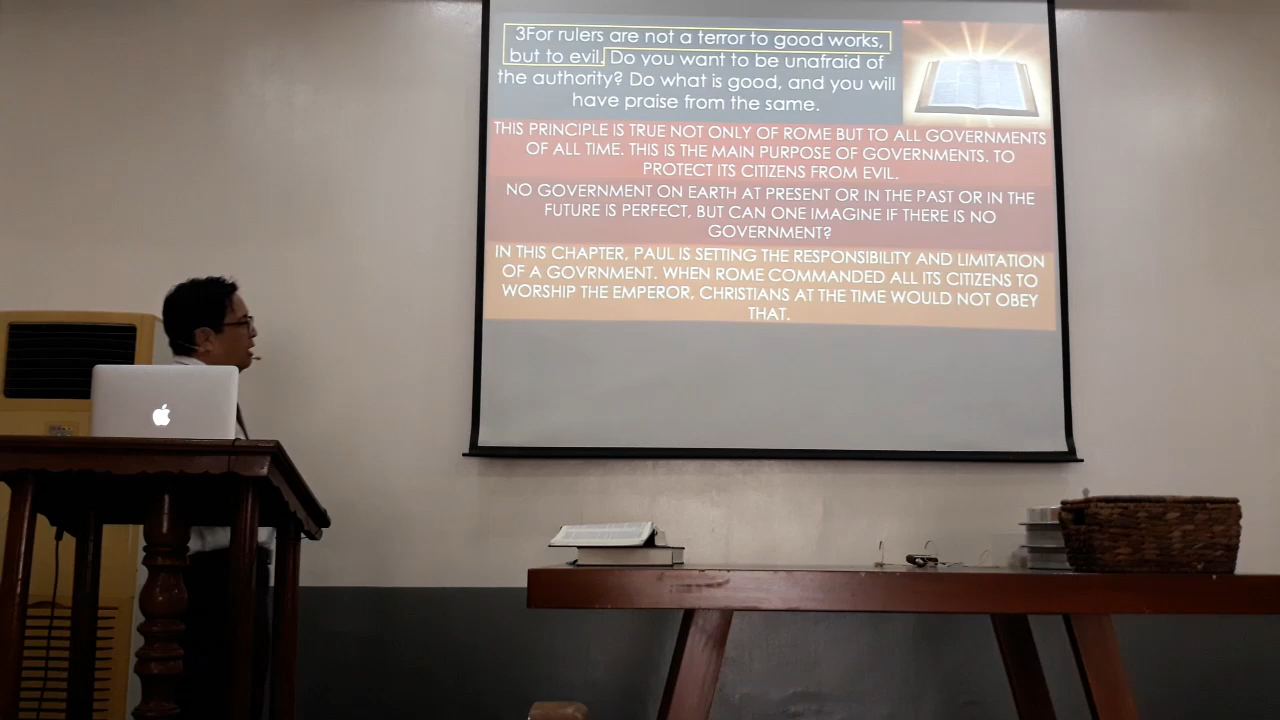 3For rulers are not a terror to good works,
but to evil. Do you want to be unafraid of
the authority? Do what is good, and you will
have praise from the same.
THIS PRINCIPLE IS TRUE NOT ONLY OF ROME BUT TO ALL GOVERNMENTS
OF ALL TIME. THIS IS THE MAIN PURPOSE OF GOVERNMENTS. TO
PROTECT ITS CITIZENS FROM EVIL.
NO GOVERNMENT ON EARTH AT PRESENT OR IN THE PAST OR IN THE
FUTURE IS PERFECT, BUT CAN ONE IMAGINE IF THERE IS NO
GOVERNMENT?
IN THIS CHAPTER, PAUL IS SETTING THE RESPONSIBILITY AND LIMITATION
OF A GOVRNMENT. WHEN ROME COMMANDED ALL ITS CITIZENS TO
WORSHIP THE EMPEROR, CHRISTIANS AT THE TIME WOULD NOT OBEY
THAT.